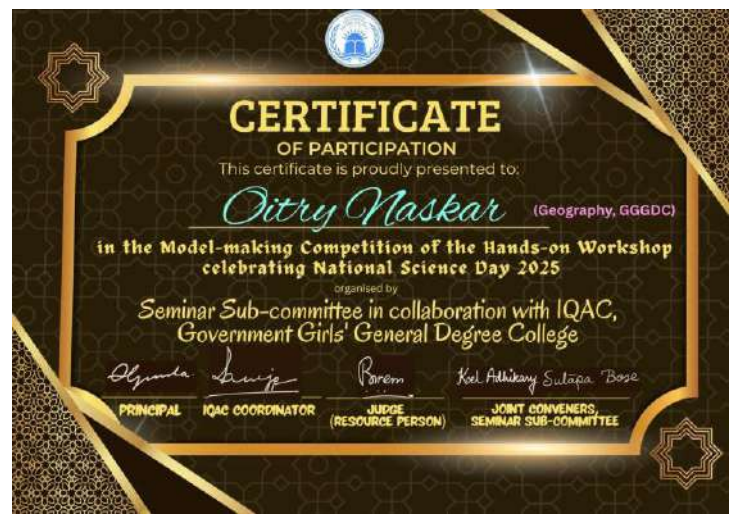 CERTIFICATE
OF PARTICIPATION
This certificate is proudly presented to:
Oitry Naskar (Geography, GGGDC)
in the Model-making Competition of the Hands-on Workshop
celebrating National Science Day 2025
organised by
Seminar Sub-committee in collaboration with IQAC,
Government Girls' General Degree College
Koel Adhikary Sutapa Bose
PRINCIPAL IQAC COORDINATOR JUDGE JOINT CONVENERS,
(RESOURCE PERSON) SEMINAR SUB-COMMITTEE